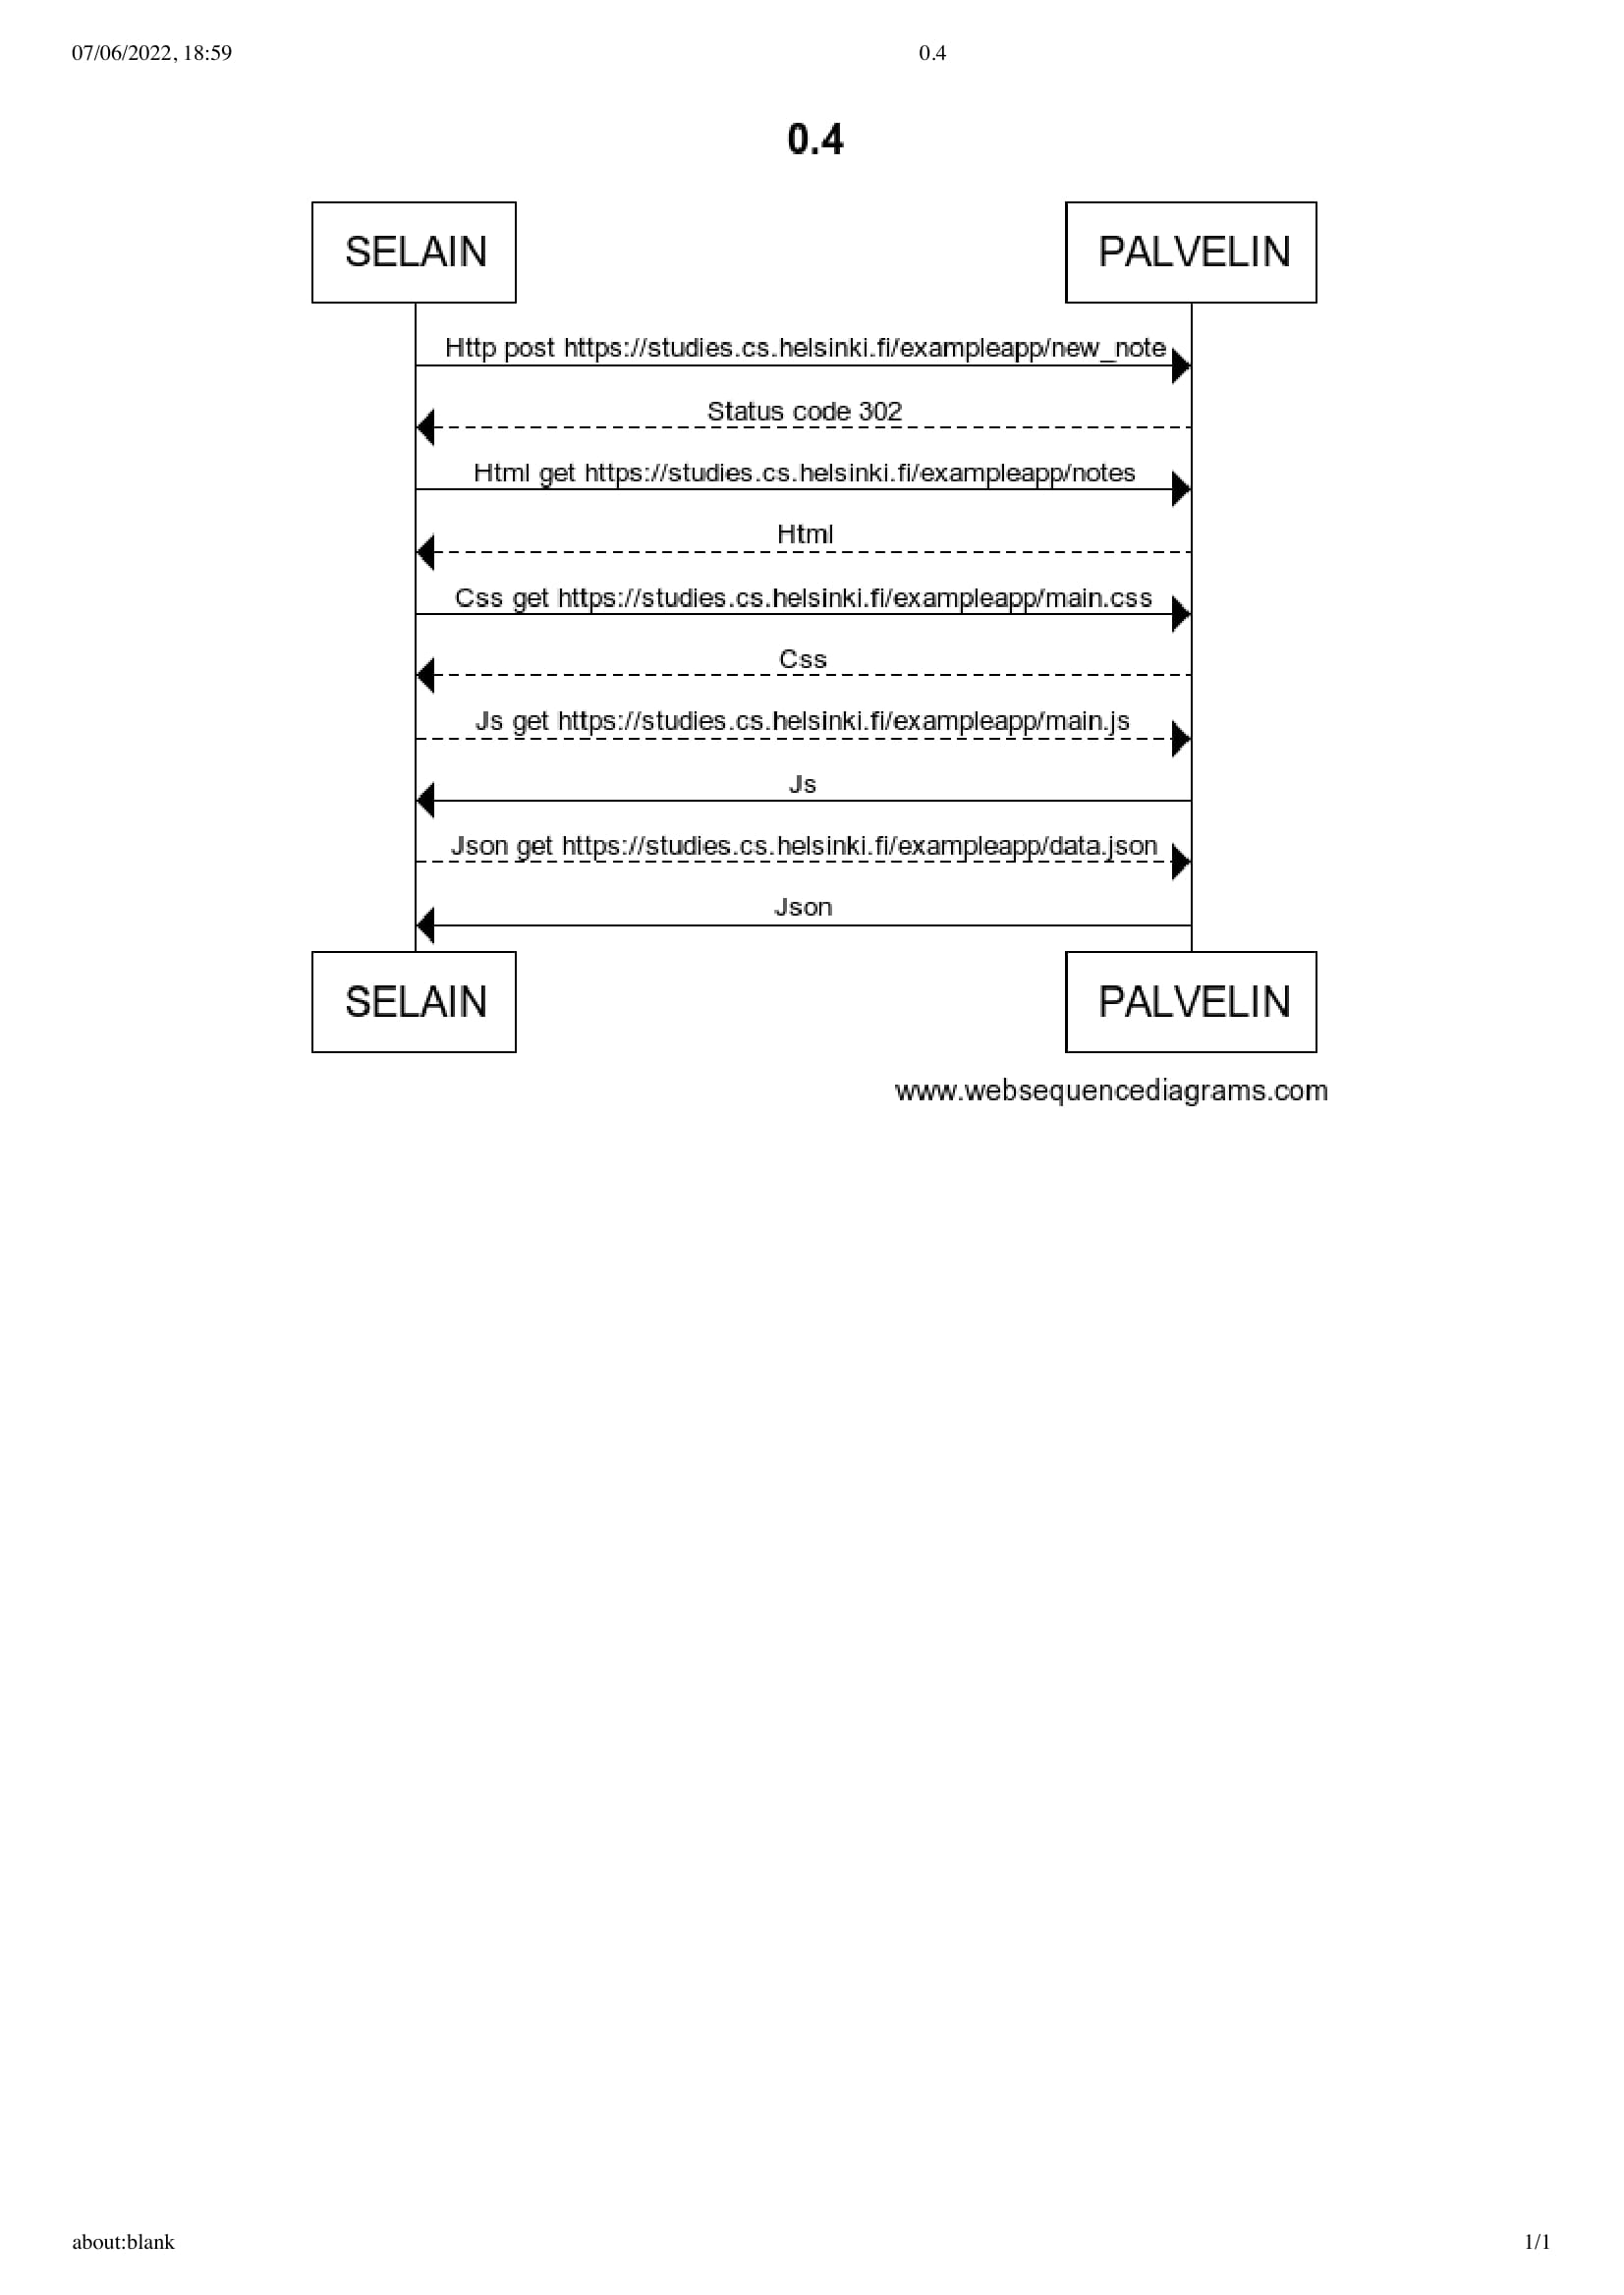 07/06/2022, 18:59 0.4
0.4
SELAIN PALVELIN
Http post https://studies.cs.helsinki.fi/exampleapp/new_note
Status code 302
Html get https://studies.cs.helsinki.fi/exampleapp/notes
Html
Css get https://studies.cs.helsinki.fi/exampleapp/main.css
Css
Js get https://studies.cs.helsinki.fi/exampleapp/main.js
Js
Json get https://studies.cs.helsinki.fi/exampleapp/data.json
Json
SELAIN PALVELIN
www.websequencediagrams.com
about:blank 1/1